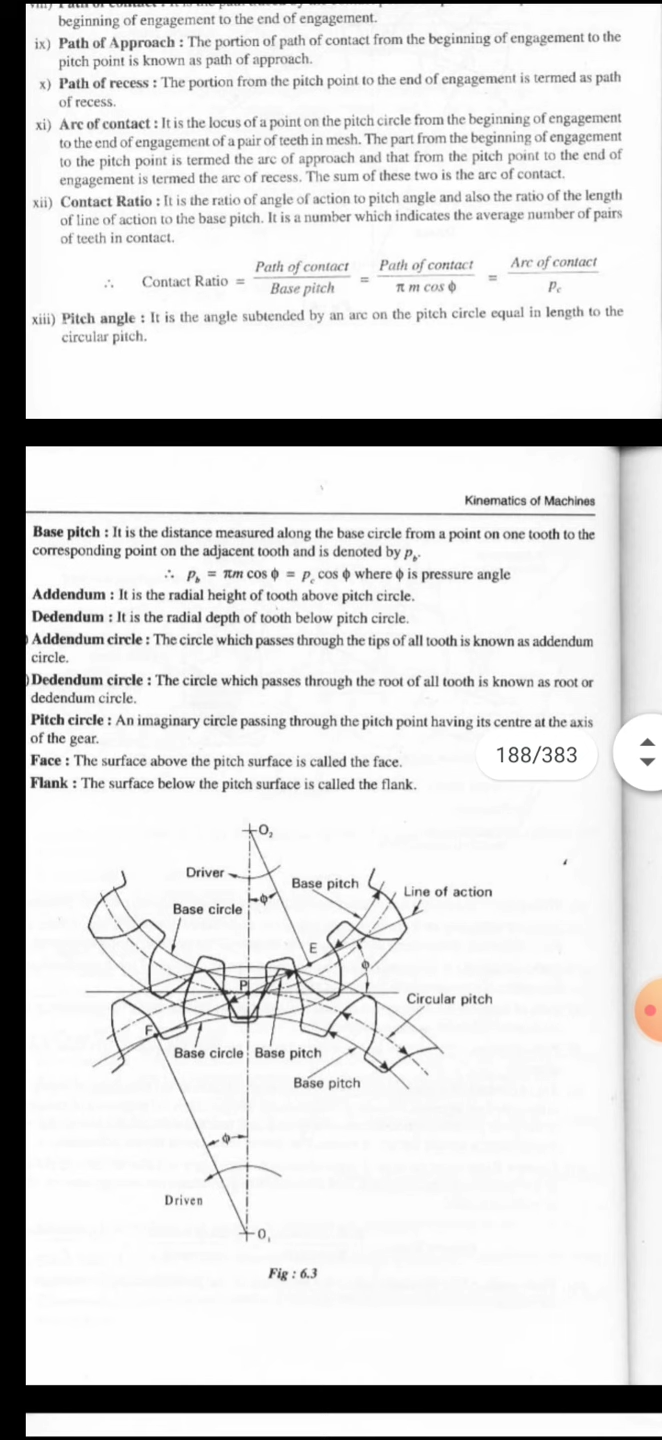 viii) Path of contact : It is the path traced by the contact
beginning of engagement to the end of engagement.
ix) Path of Approach : The portion of path of contact from the beginning of engagement to the
pitch point is known as path of approach.
x) Path of recess : The portion from the pitch point to the end of engagement is termed as path
of recess.
xi) Arc of contact : It is the locus of a point on the pitch circle from the beginning of engagement
to the end of engagement of a pair of teeth in mesh. The part from the beginning of engagement
to the pitch point is termed the arc of approach and that from the pitch point to the end of
engagement is termed the arc of recess. The sum of these two is the arc of contact.
xii) Contact Ratio : It is the ratio of angle of action to pitch angle and also the ratio of the length
of line of action to the base pitch. It is a number which indicates the average number of pairs
of teeth in contact.
∴ Contact Ratio = Path of contact / Base pitch = Path of contact / π m cos ϕ = Arc of contact / Pc
xiii) Pitch angle : It is the angle subtended by an arc on the pitch circle equal in length to the
circular pitch.
Kinematics of Machines
Base pitch : It is the distance measured along the base circle from a point on one tooth to the
corresponding point on the adjacent tooth and is denoted by pb.
∴ pb = πm cos ϕ = pc cos ϕ where ϕ is pressure angle
Addendum : It is the radial height of tooth above pitch circle.
Dedendum : It is the radial depth of tooth below pitch circle.
Addendum circle : The circle which passes through the tips of all tooth is known as addendum
circle.
) Dedendum circle : The circle which passes through the root of all tooth is known as root or
dedendum circle.
Pitch circle : An imaginary circle passing through the pitch point having its centre at the axis
of the gear.
188/383
Face : The surface above the pitch surface is called the face.
Flank : The surface below the pitch surface is called the flank.
O2
Driver
Base pitch
Line of action
ϕ
Base circle
E
ϕ
P
Circular pitch
F
Base circle
Base pitch
Base pitch
ϕ
Driven
O1
Fig : 6.3